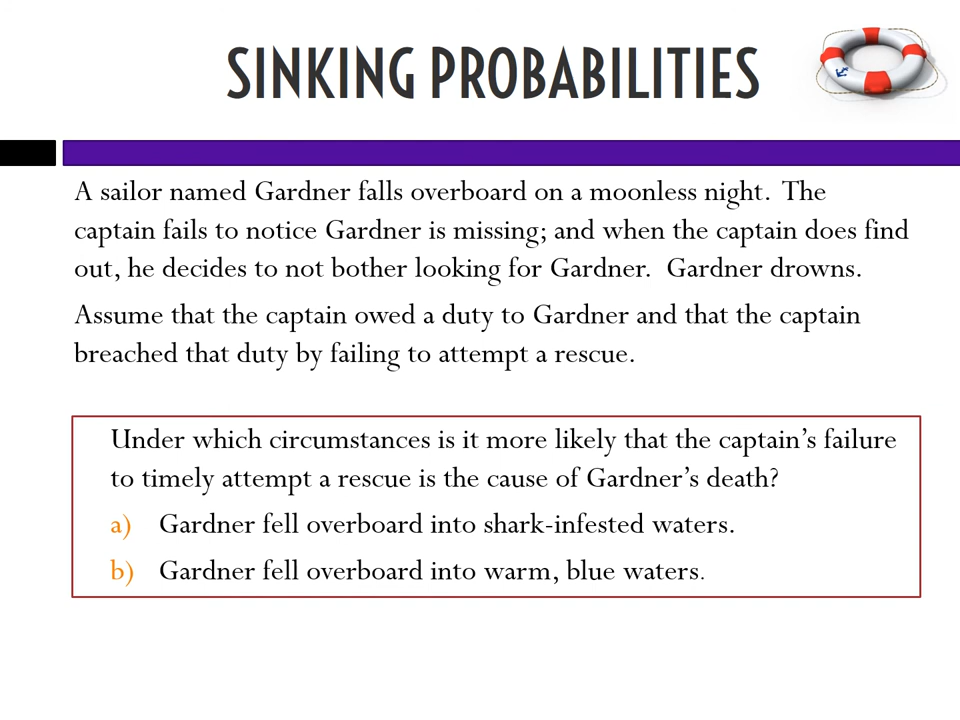 SINKING PROBABILITIES
A sailor named Gardner falls overboard on a moonless night.  The
captain fails to notice Gardner is missing; and when the captain does find
out, he decides to not bother looking for Gardner.  Gardner drowns.
Assume that the captain owed a duty to Gardner and that the captain
breached that duty by failing to attempt a rescue.
Under which circumstances is it more likely that the captain’s failure
to timely attempt a rescue is the cause of Gardner’s death?
a) Gardner fell overboard into shark-infested waters.
b) Gardner fell overboard into warm, blue waters.